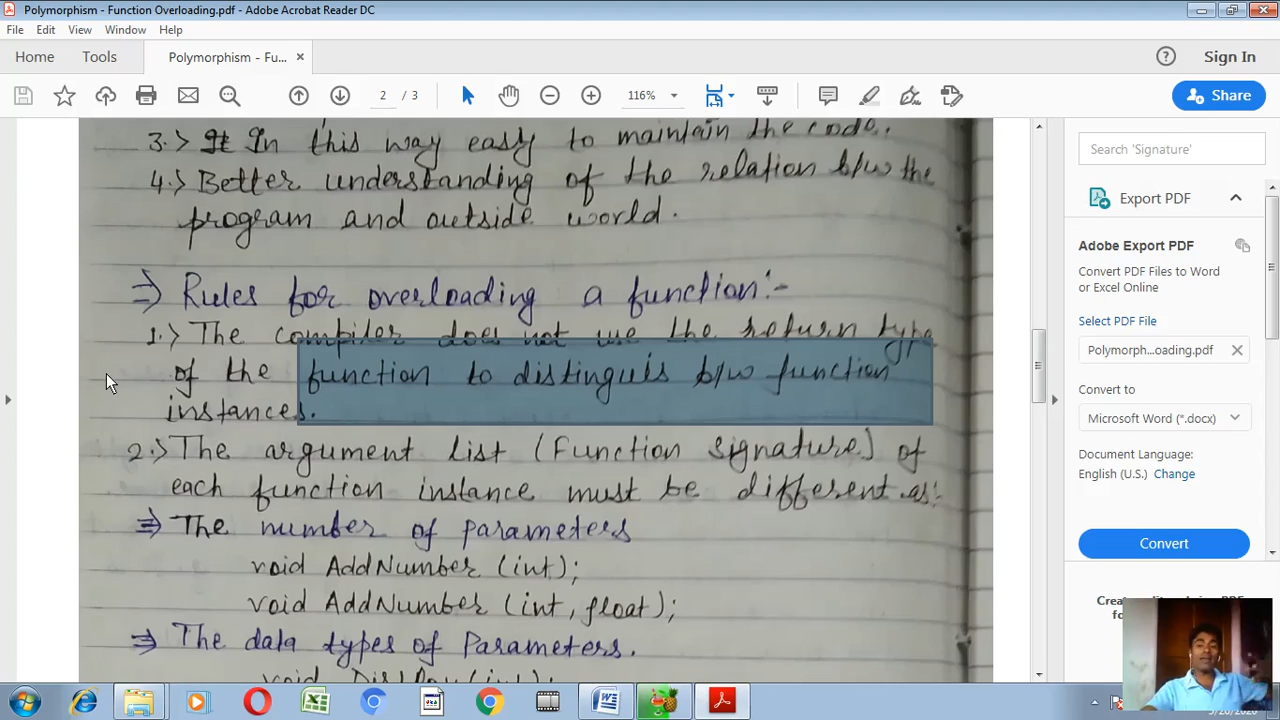 Polymorphism - Function Overloading.pdf - Adobe Acrobat Reader DC
File Edit View Window Help
Home Tools Polymorphism - Fu... × Sign In
2 / 3 116% Share
3.> In this way easy to maintain the code.
4.> Better understanding of the relation b/w the
program and outside world.
⇒ Rules for overloading a function:-
1.> The compiler does not use the return type
of the function to distinguis b/w function
instances.
2.> The argument list (Function signature) of
each function instance must be different as:-
⇒ The number of parameters
void AddNumber (int);
void AddNumber (int, float);
⇒ The data types of Parameters.
Search 'Signature'
Export PDF
Adobe Export PDF
Convert PDF Files to Word
or Excel Online
Select PDF File
Polymorph...oading.pdf ×
Convert to
Microsoft Word (*.docx)
Document Language:
English (U.S.) Change
Convert